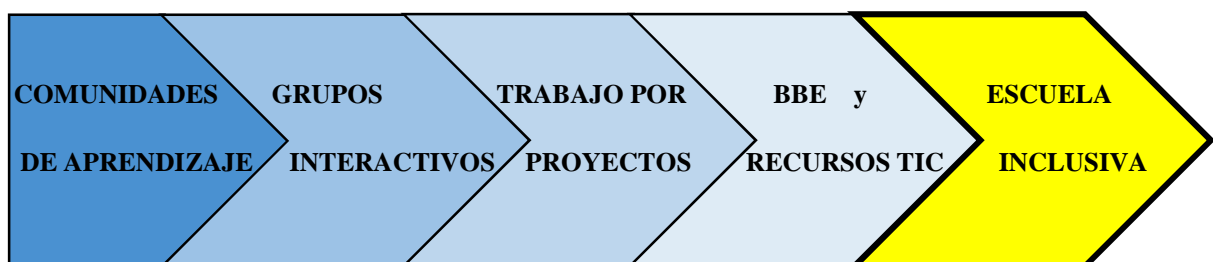 COMUNIDADES
DE APRENDIZAJE
GRUPOS
INTERACTIVOS
TRABAJO POR
PROYECTOS
BBE y
RECURSOS TIC
ESCUELA
INCLUSIVA